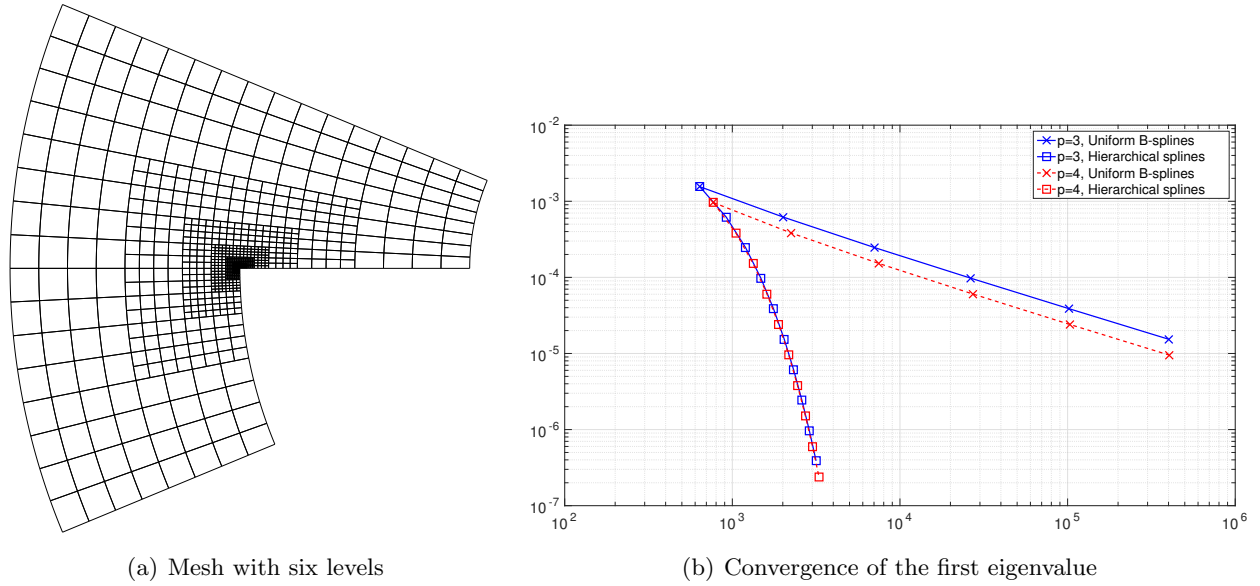 10^-2
10^-3
10^-4
10^-5
10^-6
10^-7
p=3, Uniform B-splines
p=3, Hierarchical splines
p=4, Uniform B-splines
p=4, Hierarchical splines
10^2 10^3 10^4 10^5 10^6
(a) Mesh with six levels
(b) Convergence of the first eigenvalue